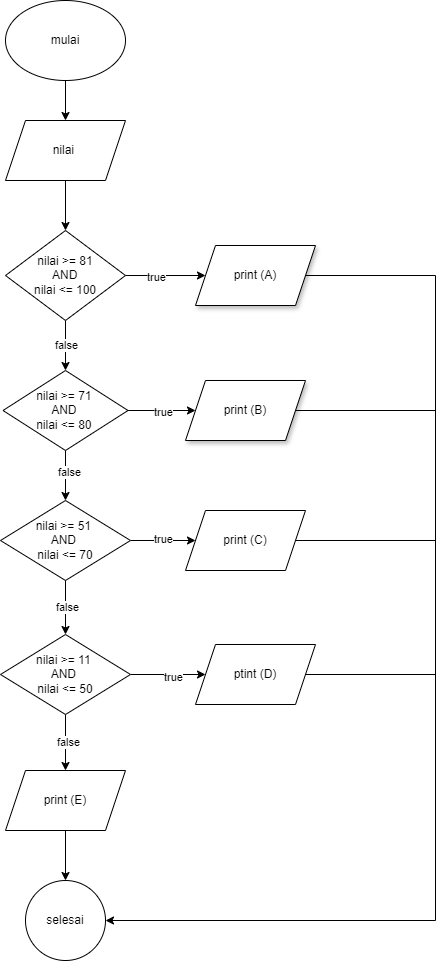 mulai
nilai
nilai >= 81
AND
nilai <= 100
true
print (A)
false
nilai >= 71
AND
nilai <= 80
true
print (B)
false
nilai >= 51
AND
nilai <= 70
true
print (C)
false
nilai >= 11
AND
nilai <= 50
true
ptint (D)
false
print (E)
selesai